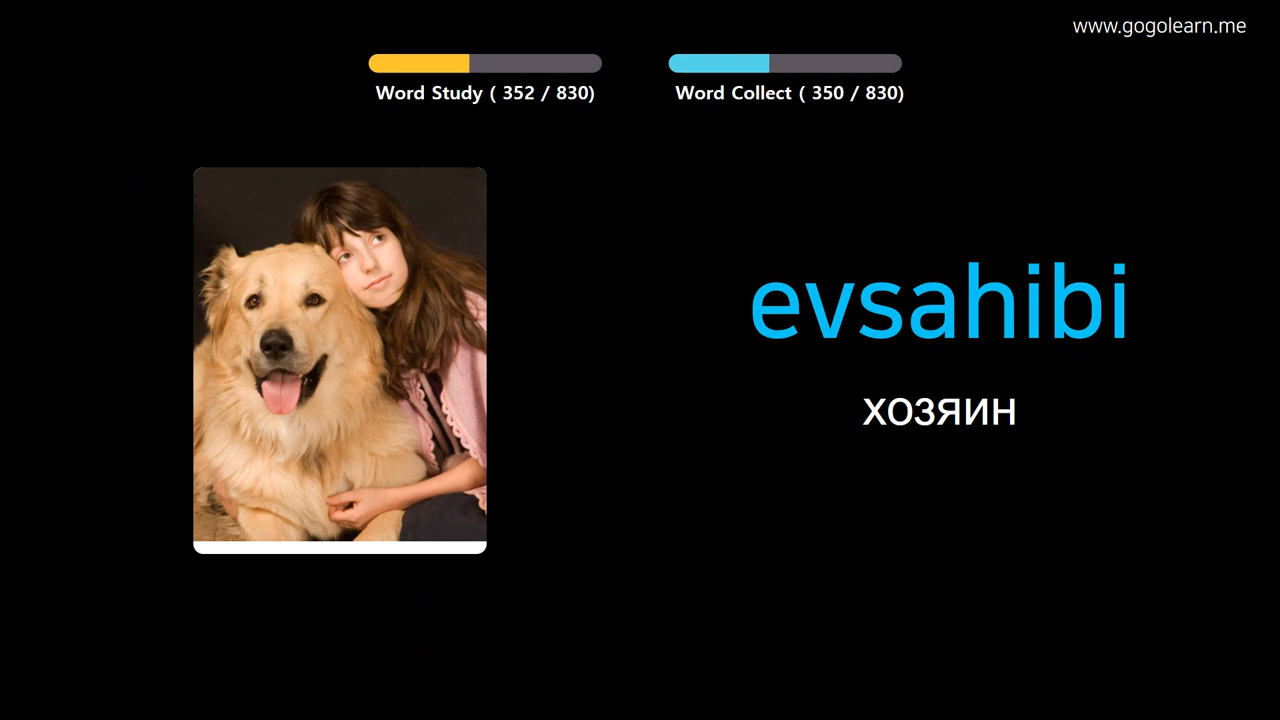 www.gogolearn.me
Word Study ( 352 / 830)
Word Collect ( 350 / 830)
evsahibi
хозяин